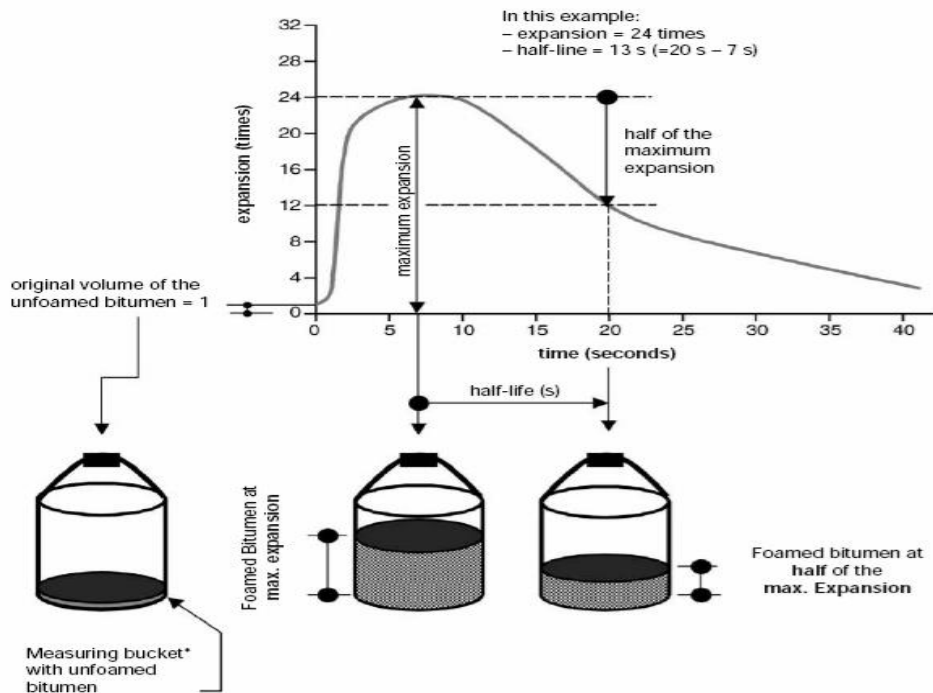 In this example:
– expansion = 24 times
– half-line = 13 s (=20 s – 7 s)
32
28
24
20
16
12
8
4
0
expansion (times)
maximum expansion
half of the
maximum
expansion
0
5
10
15
20
25
30
35
40
time (seconds)
original volume of the
unfoamed bitumen = 1
half-life (s)
Foamed Bitumen at
max. expansion
Foamed bitumen at
half of the
max. Expansion
Measuring bucket*
with unfoamed
bitumen